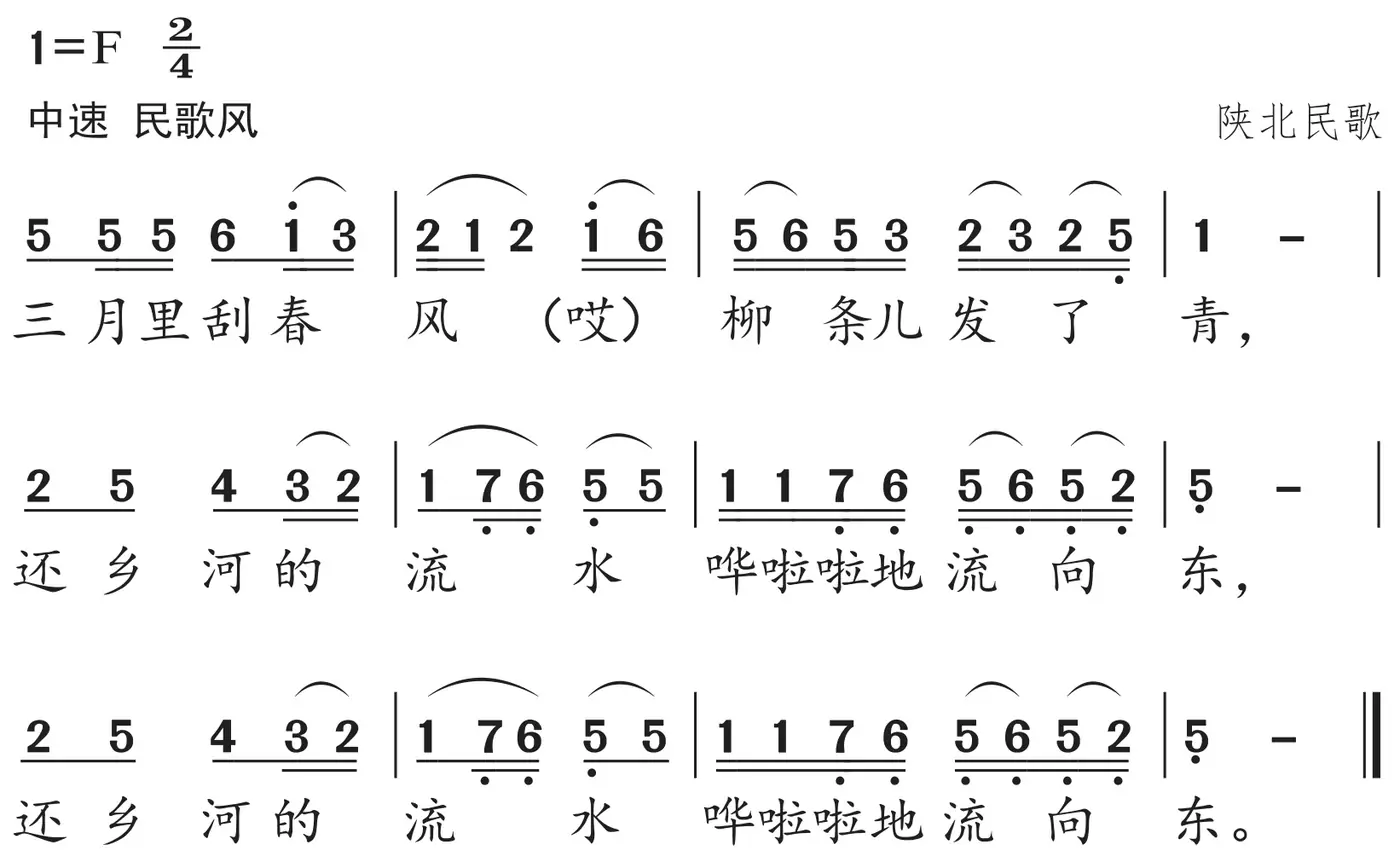 1=F 2/4
中速 民歌风 陕北民歌
5 5 5 6 i̇ 3 | 2 1 2 i̇ 6 | 5 6 5 3 2 3 2 5̣ | 1 – |
三月里刮春 风 （哎） 柳 条儿发 了 青，
2 5 4 3 2 | 1 7̣ 6̣ 5̣ 5 | 1 1 7̣ 6̣ 5̣ 6̣ 5̣ 2̣ | 5̣ – |
还 乡 河 的 流 水 哗啦啦地流 向 东，
2 5 4 3 2 | 1 7̣ 6̣ 5̣ 5 | 1 1 7̣ 6̣ 5̣ 6̣ 5̣ 2̣ | 5̣ – ‖
还 乡 河 的 流 水 哗啦啦地流 向 东。